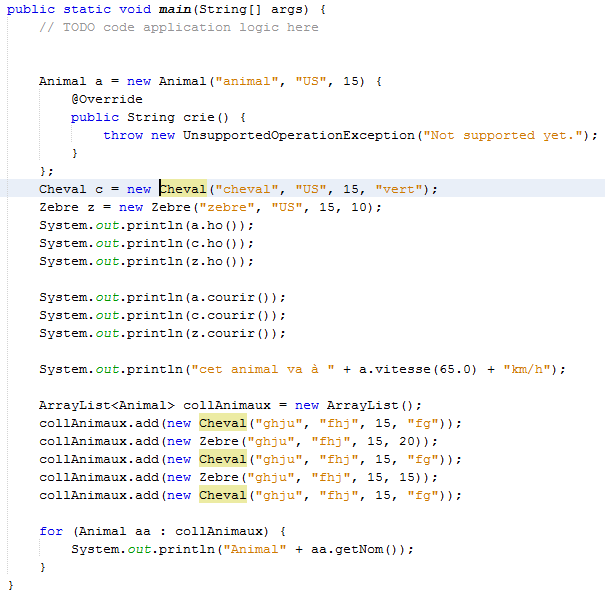 public static void main(String[] args) {
// TODO code application logic here
Animal a = new Animal("animal", "US", 15) {
@Override
public String crie() {
throw new UnsupportedOperationException("Not supported yet.");
}
};
Cheval c = new Cheval("cheval", "US", 15, "vert");
Zebre z = new Zebre("zebre", "US", 15, 10);
System.out.println(a.ho());
System.out.println(c.ho());
System.out.println(z.ho());
System.out.println(a.courir());
System.out.println(c.courir());
System.out.println(z.courir());
System.out.println("cet animal va à " + a.vitesse(65.0) + "km/h");
ArrayList<Animal> collAnimaux = new ArrayList();
collAnimaux.add(new Cheval("ghju", "fhj", 15, "fg"));
collAnimaux.add(new Zebre("ghju", "fhj", 15, 20));
collAnimaux.add(new Cheval("ghju", "fhj", 15, "fg"));
collAnimaux.add(new Zebre("ghju", "fhj", 15, 15));
collAnimaux.add(new Cheval("ghju", "fhj", 15, "fg"));
for (Animal aa : collAnimaux) {
System.out.println("Animal" + aa.getNom());
}
}